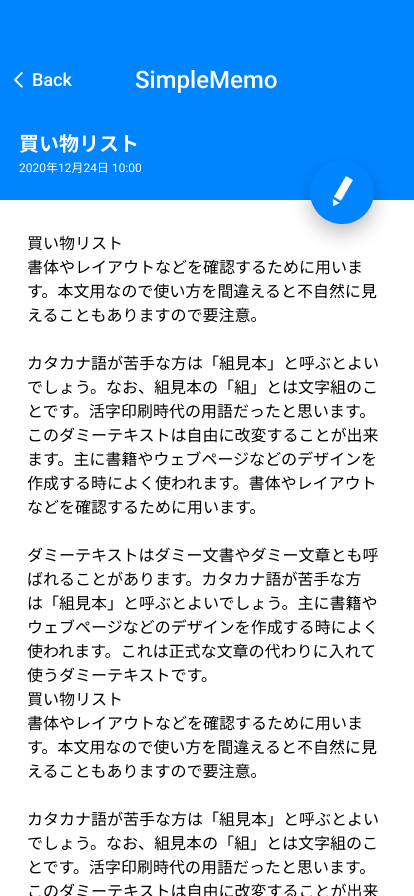 Back
SimpleMemo
買い物リスト
2020年12月24日 10:00
買い物リスト
書体やレイアウトなどを確認するために用いま
す。本文用なので使い方を間違えると不自然に見
えることもありますので要注意。
カタカナ語が苦手な方は「組見本」と呼ぶとよい
でしょう。なお、組見本の「組」とは文字組のこ
とです。活字印刷時代の用語だったと思います。
このダミーテキストは自由に改変することが出来
ます。主に書籍やウェブページなどのデザインを
作成する時によく使われます。書体やレイアウト
などを確認するために用います。
ダミーテキストはダミー文書やダミー文章とも呼
ばれることがあります。カタカナ語が苦手な方
は「組見本」と呼ぶとよいでしょう。主に書籍や
ウェブページなどのデザインを作成する時によく
使われます。これは正式な文章の代わりに入れて
使うダミーテキストです。
買い物リスト
書体やレイアウトなどを確認するために用いま
す。本文用なので使い方を間違えると不自然に見
えることもありますので要注意。
カタカナ語が苦手な方は「組見本」と呼ぶとよい
でしょう。なお、組見本の「組」とは文字組のこ
とです。活字印刷時代の用語だったと思います。
このダミーテキストは自由に改変することが出来